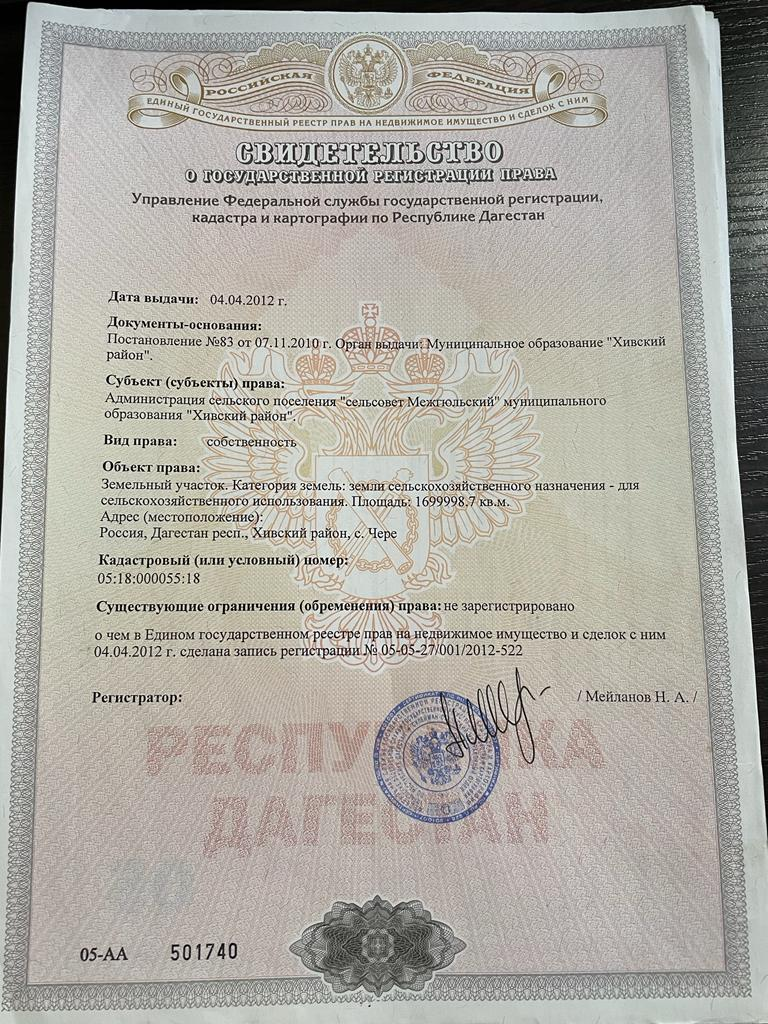 РОССИЙСКАЯ ФЕДЕРАЦИЯ
ЕДИНЫЙ ГОСУДАРСТВЕННЫЙ РЕЕСТР ПРАВ НА НЕДВИЖИМОЕ ИМУЩЕСТВО И СДЕЛОК С НИМ
СВИДЕТЕЛЬСТВО
О ГОСУДАРСТВЕННОЙ РЕГИСТРАЦИИ ПРАВА
Управление Федеральной службы государственной регистрации,
кадастра и картографии по Республике Дагестан
Дата выдачи: 04.04.2012 г.
Документы-основания:
Постановление №83 от 07.11.2010 г. Орган выдачи: Муниципальное образование "Хивский
район".
Субъект (субъекты) права:
Администрация сельского поселения "сельсовет Межгюльский" муниципального
образования "Хивский район".
Вид права: собственность
Объект права:
Земельный участок. Категория земель: земли сельскохозяйственного назначения - для
сельскохозяйственного использования. Площадь: 1699998.7 кв.м.
Адрес (местоположение):
Россия, Дагестан респ., Хивский район, с. Чере
Кадастровый (или условный) номер:
05:18:000055:18
Существующие ограничения (обременения) права: не зарегистрировано
о чем в Едином государственном реестре прав на недвижимое имущество и сделок с ним
04.04.2012 г. сделана запись регистрации № 05-05-27/001/2012-522
Регистратор: / Мейланов Н. А. /
РЕСПУБЛИКА
ДАГЕСТАН
05-АА 501740